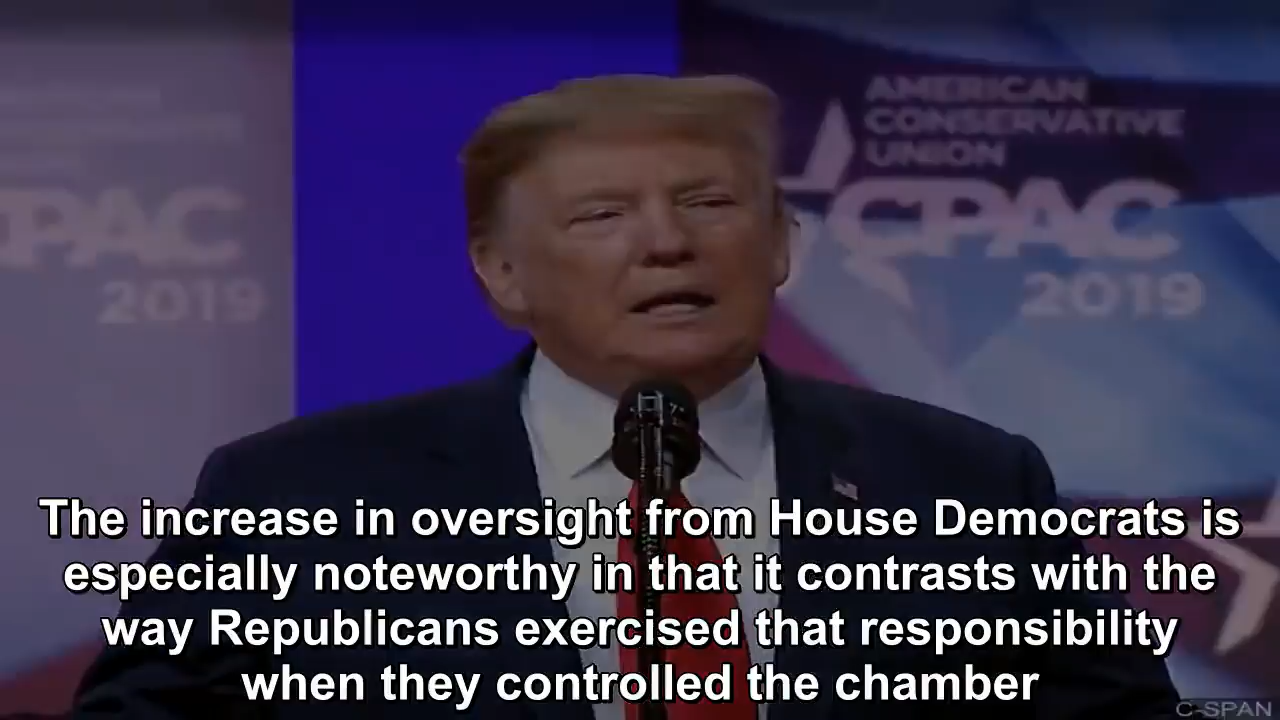 AMERICAN
CONSERVATIVE
UNION
CPAC
2019
CPAC
2019
The increase in oversight from House Democrats is
especially noteworthy in that it contrasts with the
way Republicans exercised that responsibility
when they controlled the chamber
C-SPAN